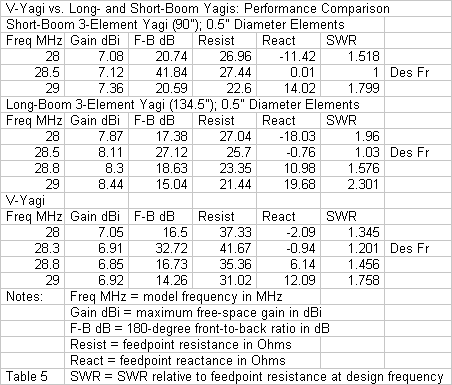 V-Yagi vs. Long- and Short-Boom Yagis: Performance Comparison
Short-Boom 3-Element Yagi (90"); 0.5" Diameter Elements
Freq MHz Gain dBi F-B dB Resist React SWR
28 7.08 20.74 26.96 -11.42 1.518
28.5 7.12 41.84 27.44 0.01 1 Des Fr
29 7.36 20.59 22.6 14.02 1.799
Long-Boom 3-Element Yagi (134.5"); 0.5" Diameter Elements
Freq MHz Gain dBi F-B dB Resist React SWR
28 7.87 17.38 27.04 -18.03 1.96
28.5 8.11 27.12 25.7 -0.76 1.03 Des Fr
28.8 8.3 18.63 23.35 10.98 1.576
29 8.44 15.04 21.44 19.68 2.301
V-Yagi
Freq MHz Gain dBi F-B dB Resist React SWR
28 7.05 16.5 37.33 -2.09 1.345
28.3 6.91 32.72 41.67 -0.94 1.201 Des Fr
28.8 6.85 16.73 35.36 6.14 1.456
29 6.92 14.26 31.02 12.09 1.758
Notes: Freq MHz = model frequency in MHz
Gain dBi = maximum free-space gain in dBi
F-B dB = 180-degree front-to-back ratio in dB
Resist = feedpoint resistance in Ohms
React = feedpoint reactance in Ohms
Table 5 SWR = SWR relative to feedpoint resistance at design frequency